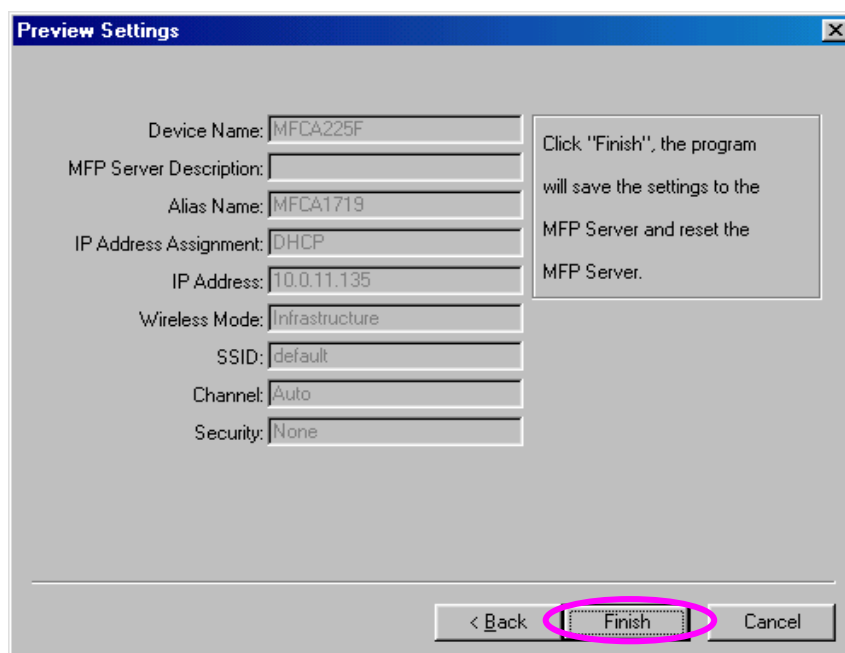 Preview Settings
Device Name: MFCA225F
MFP Server Description:
Alias Name: MFCA1719
IP Address Assignment: DHCP
IP Address: 10.0.11.135
Wireless Mode: Infrastructure
SSID: default
Channel: Auto
Security: None
Click "Finish", the program
will save the settings to the
MFP Server and reset the
MFP Server.
< Back
Finish
Cancel